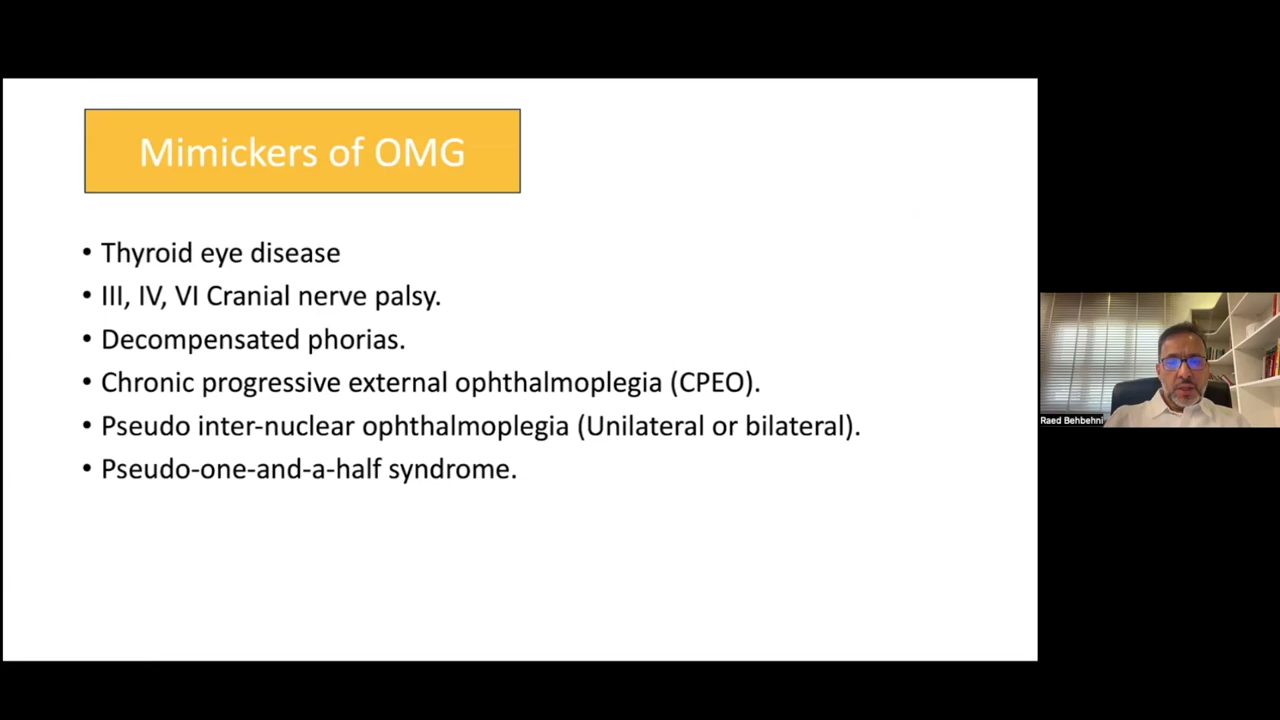 Mimickers of OMG
• Thyroid eye disease
• III, IV, VI Cranial nerve palsy.
• Decompensated phorias.
• Chronic progressive external ophthalmoplegia (CPEO).
• Pseudo inter-nuclear ophthalmoplegia (Unilateral or bilateral).
• Pseudo-one-and-a-half syndrome.
Raed Behbehni